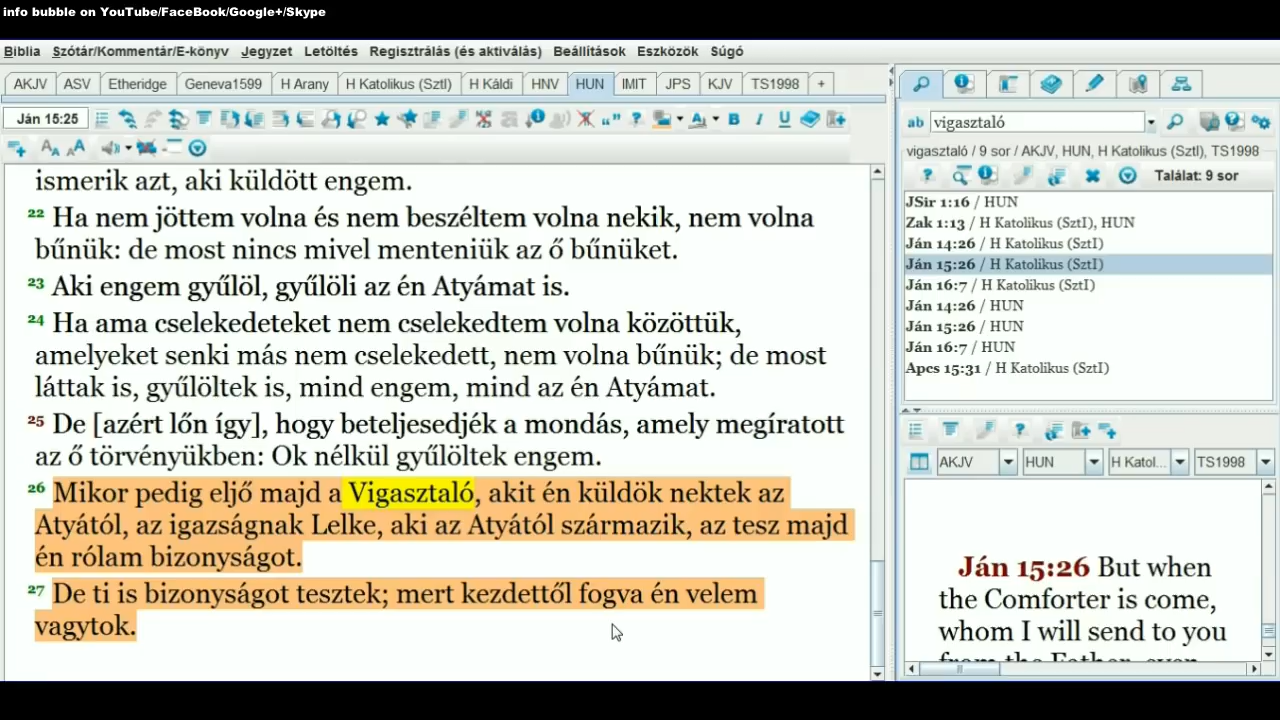 info bubble on YouTube/FaceBook/Google+/Skype
Biblia Szótár/Kommentár/E-könyv Jegyzet Letöltés Regisztrálás (és aktiválás) Beállítások Eszközök Súgó
AKJV ASV Etheridge Geneva1599 H Arany H Katolikus (SztI) H Káldi HNV HUN IMIT JPS KJV TS1998 +
Ján 15:25
ismerik azt, aki küldött engem.
22 Ha nem jöttem volna és nem beszéltem volna nekik, nem volna
bűnük: de most nincs mivel menteniük az ő bűnüket.
23 Aki engem gyűlöl, gyűlöli az én Atyámat is.
24 Ha ama cselekedeteket nem cselekedtem volna közöttük,
amelyeket senki más nem cselekedett, nem volna bűnük; de most
láttak is, gyűlöltek is, mind engem, mind az én Atyámat.
25 De [azért lőn így], hogy beteljesedjék a mondás, amely megíratott
az ő törvényükben: Ok nélkül gyűlöltek engem.
26 Mikor pedig eljő majd a Vigasztaló, akit én küldök nektek az
Atyától, az igazságnak Lelke, aki az Atyától származik, az tesz majd
én rólam bizonyságot.
27 De ti is bizonyságot tesztek; mert kezdettől fogva én velem
vagytok.
ab vigasztaló
vigasztaló / 9 sor / AKJV, HUN, H Katolikus (SztI), TS1998
Találat: 9 sor
JSir 1:16 / HUN
Zak 1:13 / H Katolikus (SztI), HUN
Ján 14:26 / H Katolikus (SztI)
Ján 15:26 / H Katolikus (SztI)
Ján 16:7 / H Katolikus (SztI)
Ján 14:26 / HUN
Ján 15:26 / HUN
Ján 16:7 / HUN
Apcs 15:31 / H Katolikus (SztI)
AKJV HUN H Katol... TS1998
Ján 15:26 But when
the Comforter is come,
whom I will send to you
from the Father, even